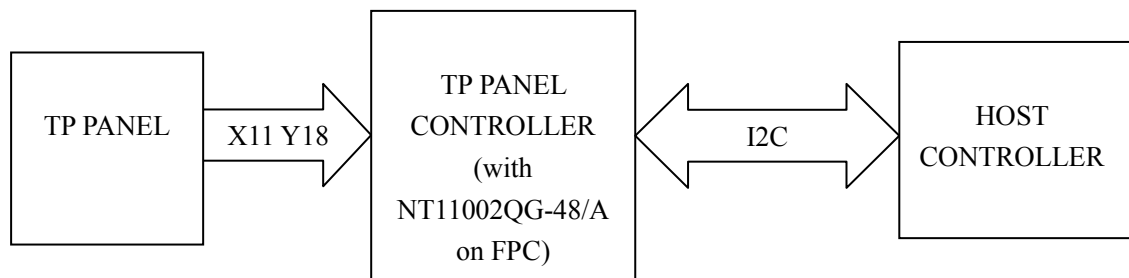 TP PANEL
X11 Y18
TP PANEL
CONTROLLER
(with
NT11002QG-48/A
on FPC)
I2C
HOST
CONTROLLER